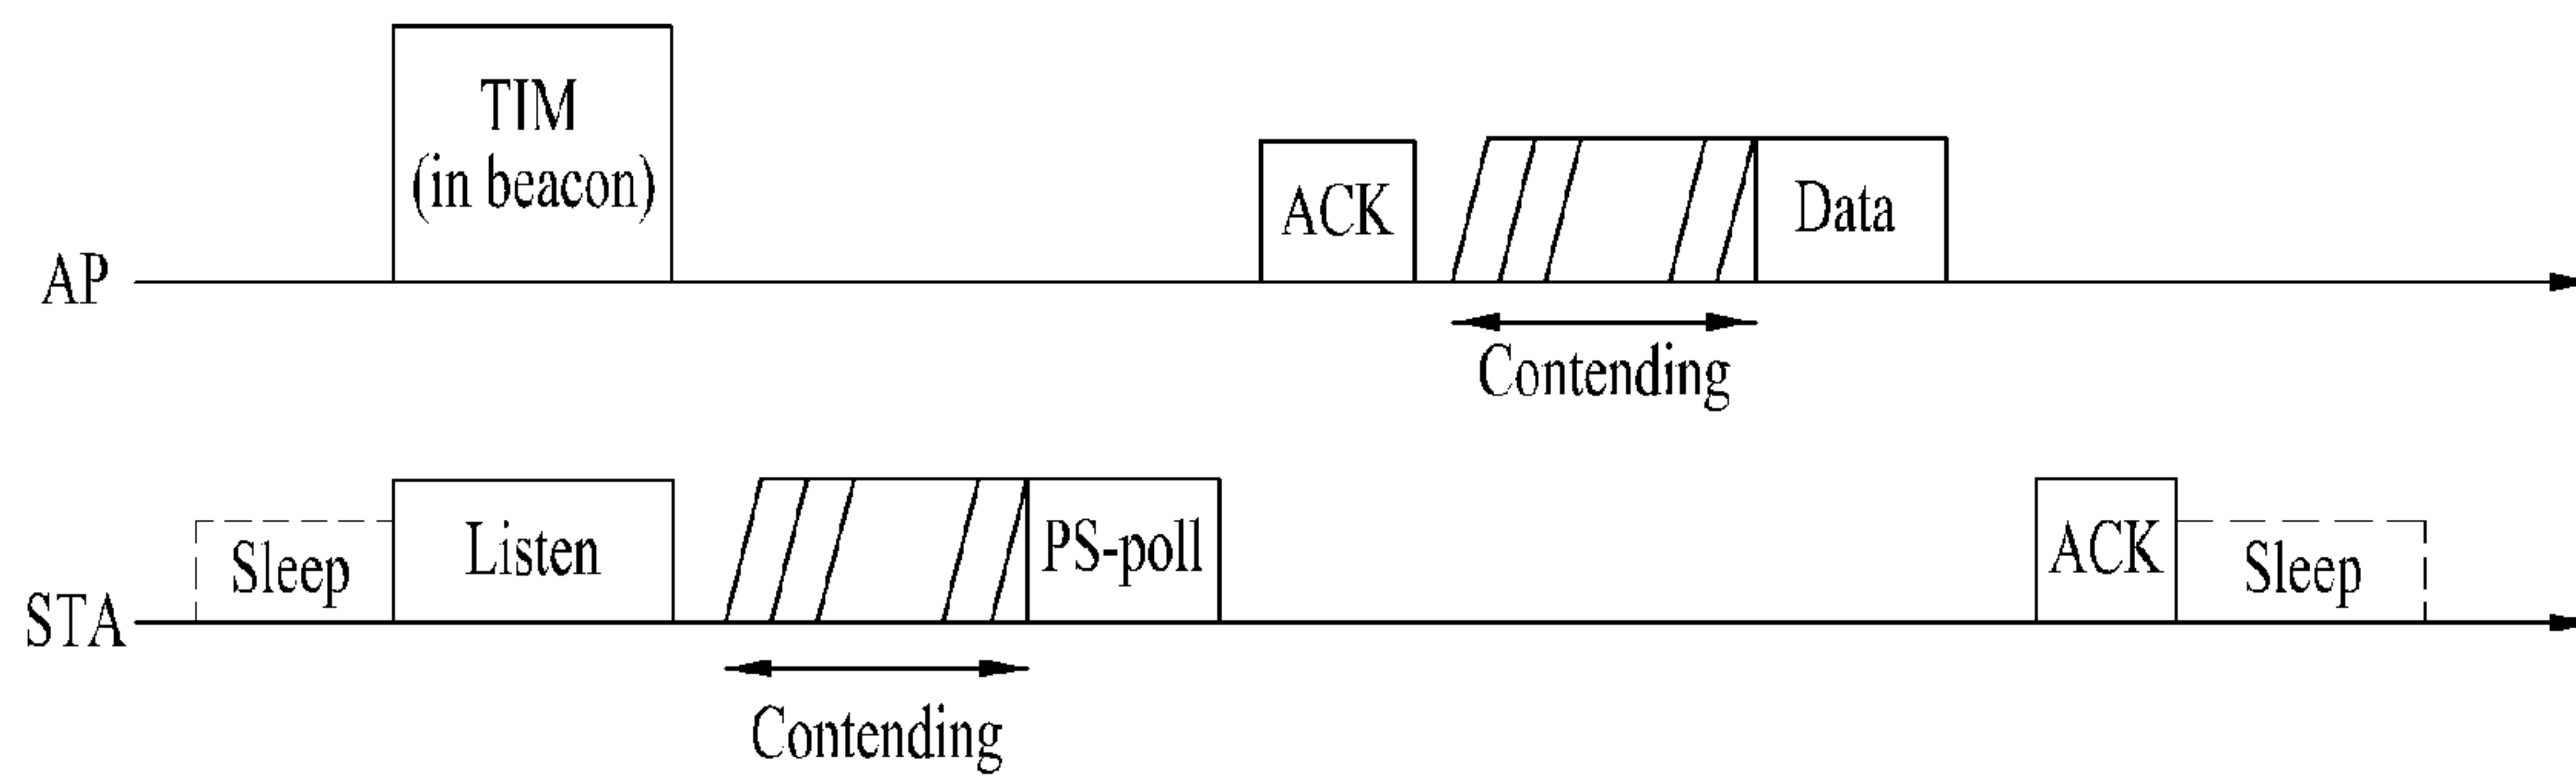 TIM
(in beacon)
ACK
Data
AP
Contending
Sleep
Listen
PS-poll
ACK
Sleep
STA
Contending